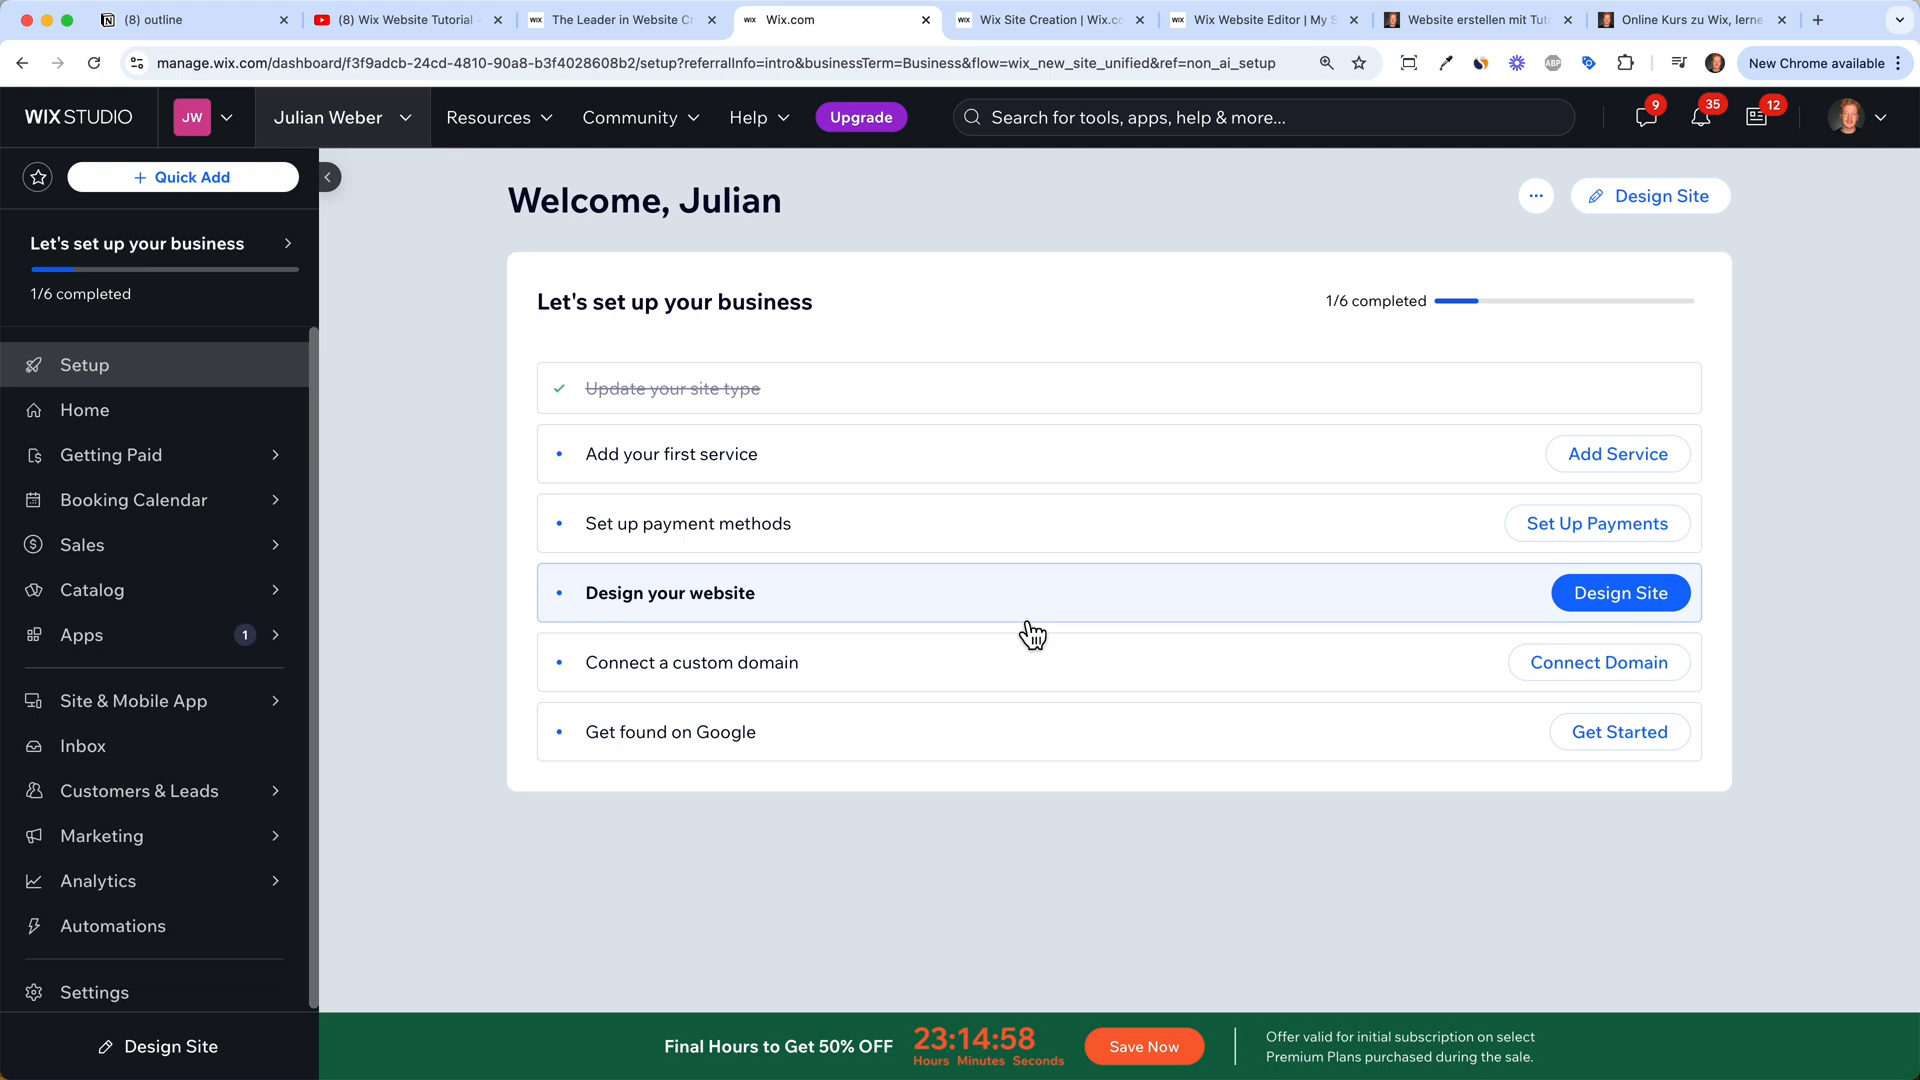 (8) outline
(8) Wix Website Tutorial -
WIX The Leader in Website Cr
WIX Wix.com
WIX Wix Site Creation | Wix.co
WIX Wix Website Editor | My S
Website erstellen mit Tuto
Online Kurs zu Wix, lerne
manage.wix.com/dashboard/f3f9adcb-24cd-4810-90a8-b3f4028608b2/setup?referralInfo=intro&businessTerm=Business&flow=wix_new_site_unified&ref=non_ai_setup
ABP
New Chrome available
WIX STUDIO
JW
Julian Weber
Resources
Community
Help
Upgrade
Search for tools, apps, help & more...
9
35
12
+ Quick Add
Let's set up your business
1/6 completed
Setup
Home
Getting Paid
Booking Calendar
Sales
Catalog
Apps 1
Site & Mobile App
Inbox
Customers & Leads
Marketing
Analytics
Automations
Settings
Design Site
Welcome, Julian
Design Site
Let's set up your business
1/6 completed
Update your site type
Add your first service
Add Service
Set up payment methods
Set Up Payments
Design your website
Design Site
Connect a custom domain
Connect Domain
Get found on Google
Get Started
Final Hours to Get 50% OFF
23:14:58
Hours Minutes Seconds
Save Now
Offer valid for initial subscription on select
Premium Plans purchased during the sale.